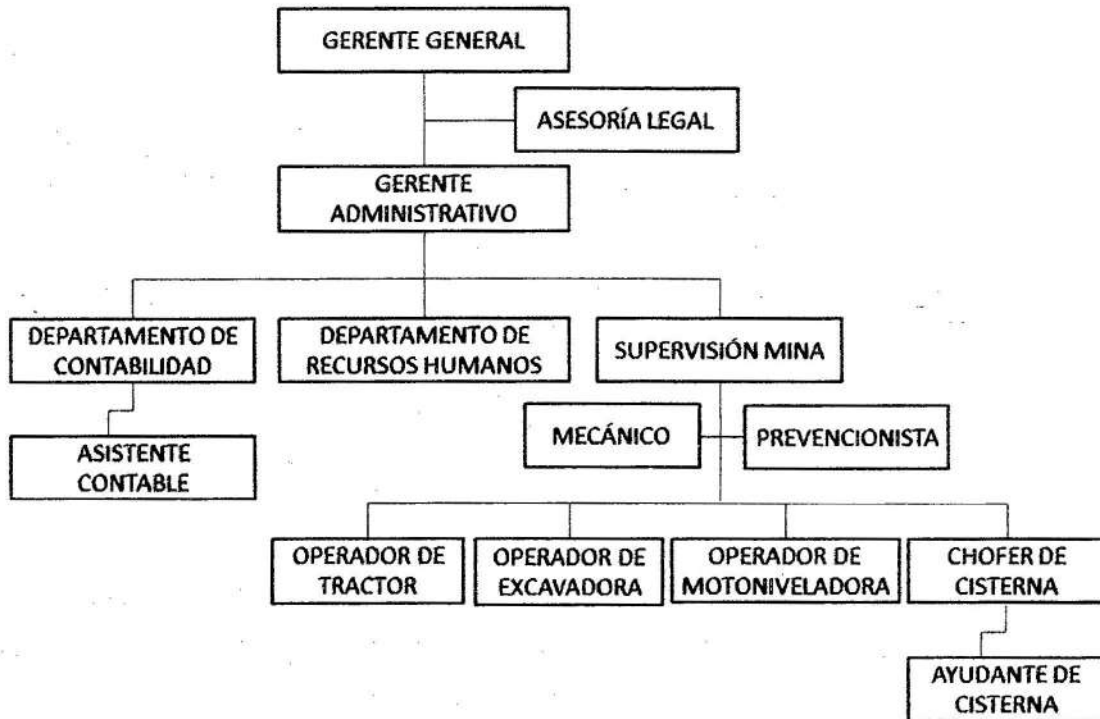 GERENTE GENERAL
ASESORÍA LEGAL
GERENTE
ADMINISTRATIVO
DEPARTAMENTO DE
CONTABILIDAD
DEPARTAMENTO DE
RECURSOS HUMANOS
SUPERVISIÓN MINA
MECÁNICO
PREVENCIONISTA
ASISTENTE
CONTABLE
OPERADOR DE
TRACTOR
OPERADOR DE
EXCAVADORA
OPERADOR DE
MOTONIVELADORA
CHOFER DE
CISTERNA
AYUDANTE DE
CISTERNA